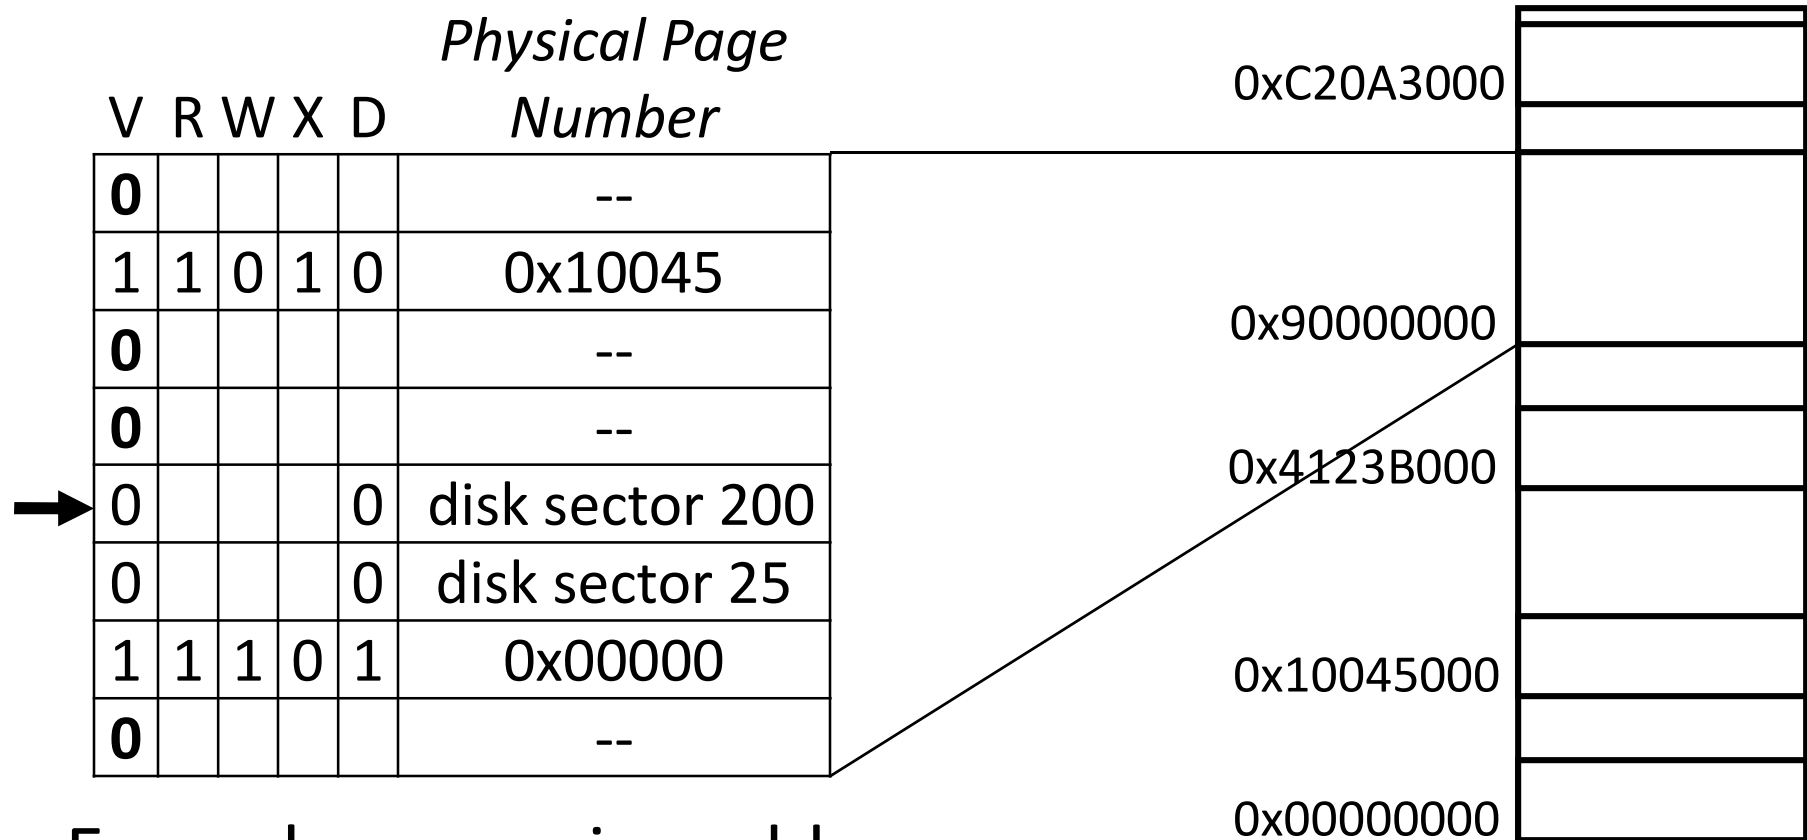 Physical Page
Number
V R W X D
0 --
1 1 0 1 0 0x10045
0 --
0 --
0 0 disk sector 200
0 0 disk sector 25
1 1 1 0 1 0x00000
0 --
0xC20A3000
0x90000000
0x4123B000
0x10045000
0x00000000